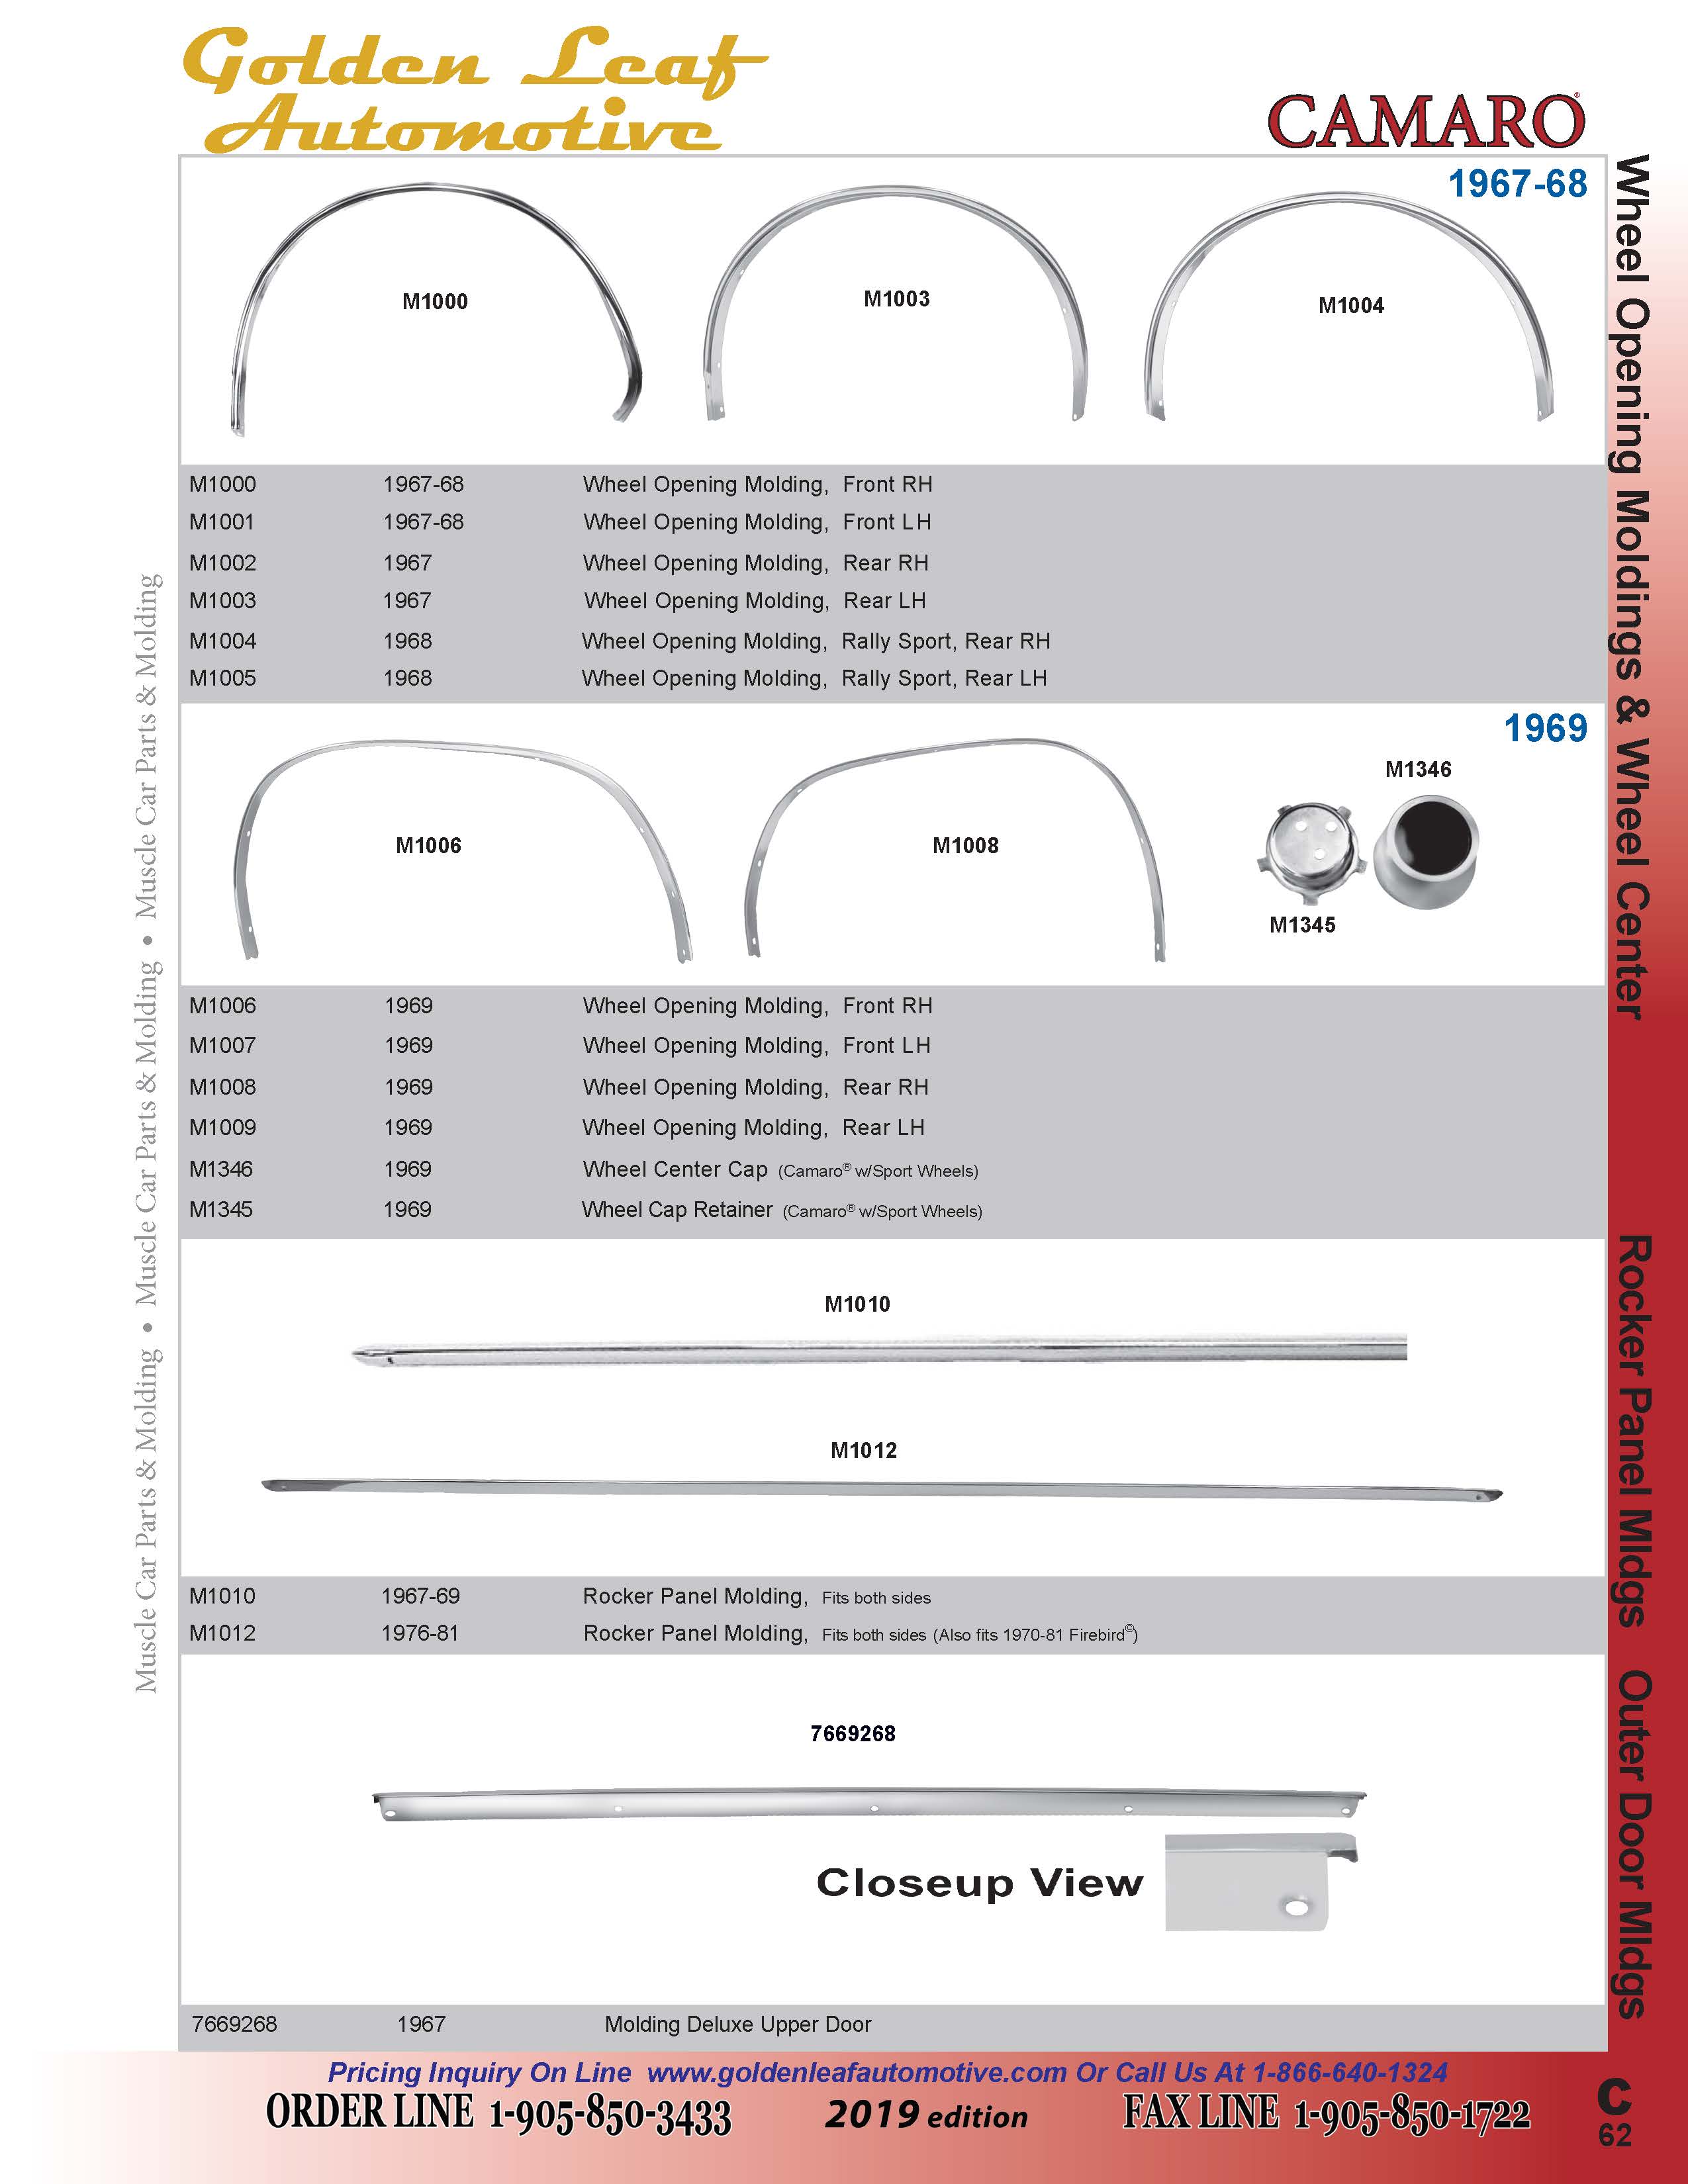 Golden Leaf
Automotive
CAMARO®
1967-68
M1000
M1003
M1004
M1000 1967-68 Wheel Opening Molding, Front RH
M1001 1967-68 Wheel Opening Molding, Front LH
M1002 1967 Wheel Opening Molding, Rear RH
M1003 1967 Wheel Opening Molding, Rear LH
M1004 1968 Wheel Opening Molding, Rally Sport, Rear RH
M1005 1968 Wheel Opening Molding, Rally Sport, Rear LH
1969
M1346
M1006
M1008
M1345
M1006 1969 Wheel Opening Molding, Front RH
M1007 1969 Wheel Opening Molding, Front LH
M1008 1969 Wheel Opening Molding, Rear RH
M1009 1969 Wheel Opening Molding, Rear LH
M1346 1969 Wheel Center Cap (Camaro® w/Sport Wheels)
M1345 1969 Wheel Cap Retainer (Camaro® w/Sport Wheels)
M1010
M1012
M1010 1967-69 Rocker Panel Molding, Fits both sides
M1012 1976-81 Rocker Panel Molding, Fits both sides (Also fits 1970-81 Firebird©)
7669268
Closeup View
7669268 1967 Molding Deluxe Upper Door
Muscle Car Parts & Molding • Muscle Car Parts & Molding • Muscle Car Parts & Molding
Wheel Opening Moldings & Wheel Center
Rocker Panel Mldgs
Outer Door Mldgs
Pricing Inquiry On Line www.goldenleafautomotive.com Or Call Us At 1-866-640-1324
ORDER LINE 1-905-850-3433 2019 edition FAX LINE 1-905-850-1722
C
62